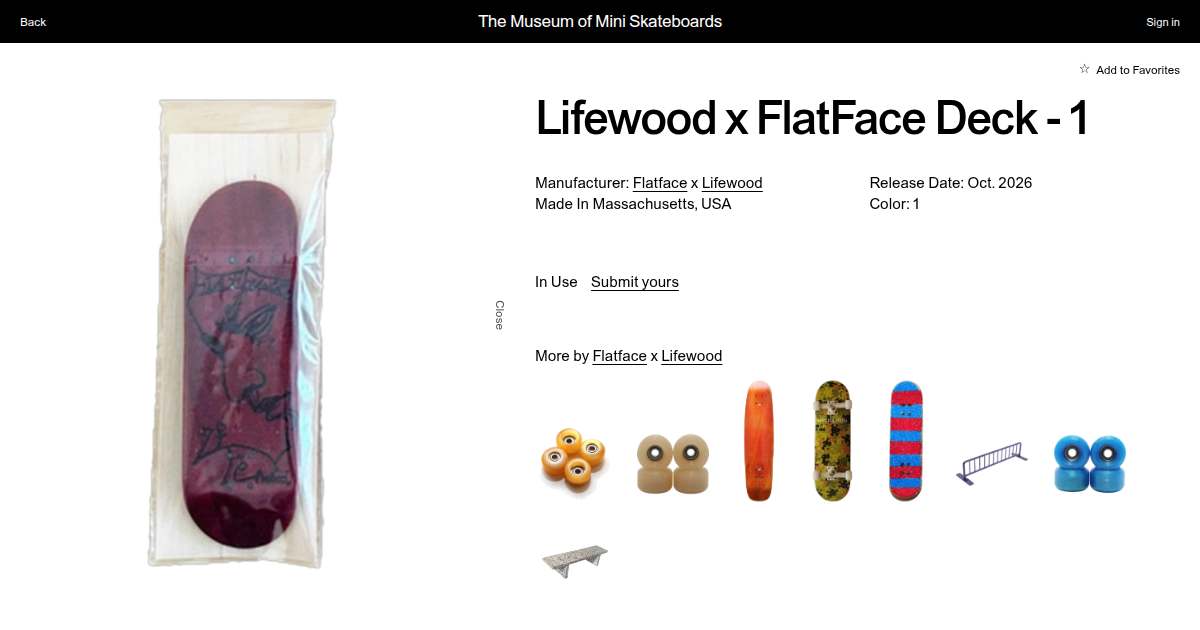 Back
The Museum of Mini Skateboards
Sign in
☆ Add to Favorites
Lifewood x FlatFace Deck - 1
Manufacturer: Flatface x Lifewood
Made In Massachusetts, USA
Release Date: Oct. 2026
Color: 1
In Use Submit yours
Close
More by Flatface x Lifewood